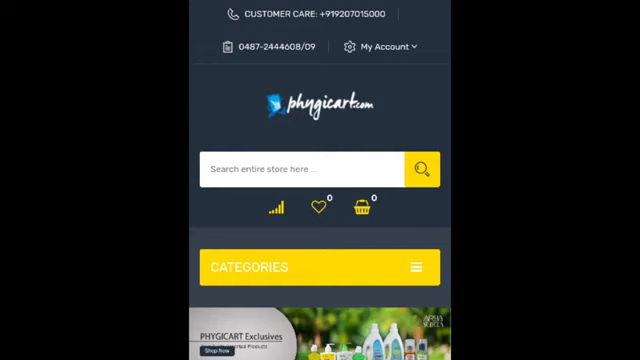 CUSTOMER CARE: +919207015000
0487-2444608/09
My Account
phygicart.com
Search entire store here ...
0
0
CATEGORIES
PHYGICART Exclusives
Products
Shop Now